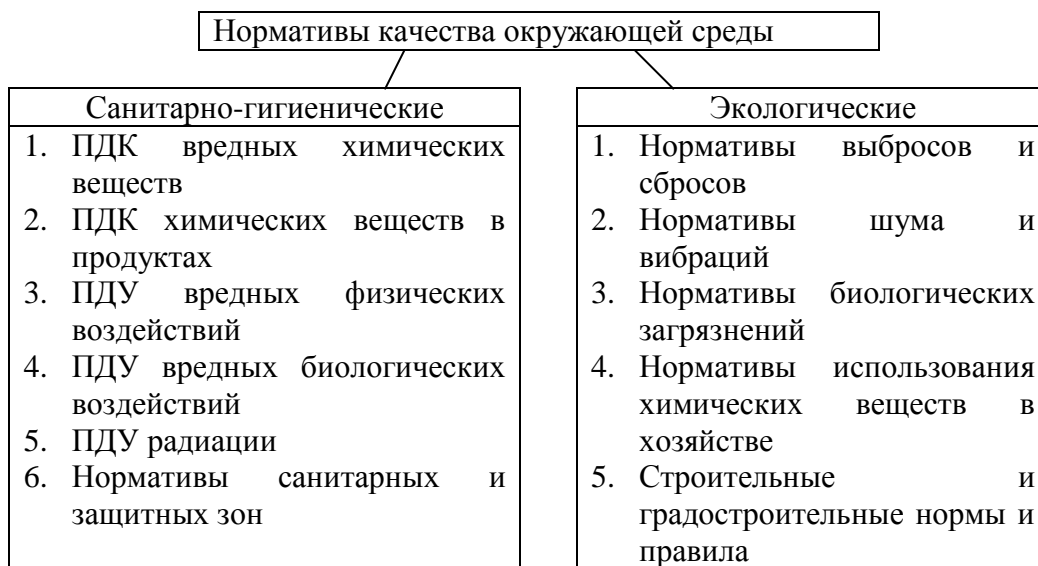 Нормативы качества окружающей среды
Санитарно-гигиенические
1. ПДК вредных химических
веществ
2. ПДК химических веществ в
продуктах
3. ПДУ вредных физических
воздействий
4. ПДУ вредных биологических
воздействий
5. ПДУ радиации
6. Нормативы санитарных и
защитных зон
Экологические
1. Нормативы выбросов и
сбросов
2. Нормативы шума и
вибраций
3. Нормативы биологических
загрязнений
4. Нормативы использования
химических веществ в
хозяйстве
5. Строительные и
градостроительные нормы и
правила